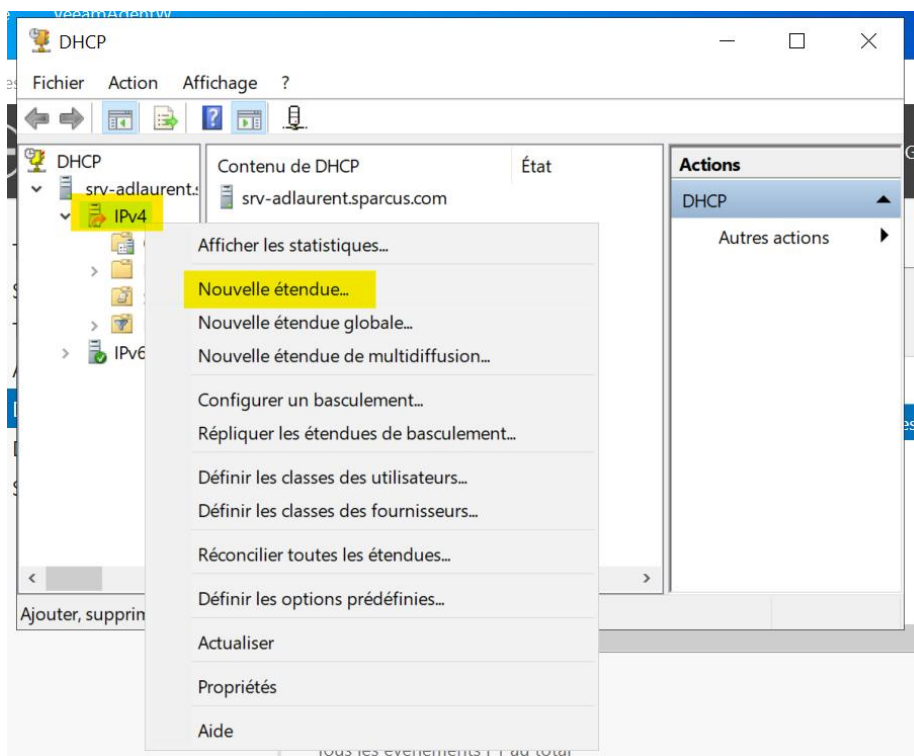 VeeamAgentW
DHCP
Fichier Action Affichage ?
DHCP
srv-adlaurent.s
IPv4
IPv6
Contenu de DHCP État
srv-adlaurent.sparcus.com
Actions
DHCP
Autres actions
Afficher les statistiques...
Nouvelle étendue...
Nouvelle étendue globale...
Nouvelle étendue de multidiffusion...
Configurer un basculement...
Répliquer les étendues de basculement...
Définir les classes des utilisateurs...
Définir les classes des fournisseurs...
Réconcilier toutes les étendues...
Définir les options prédéfinies...
Actualiser
Propriétés
Aide
Ajouter, supprim